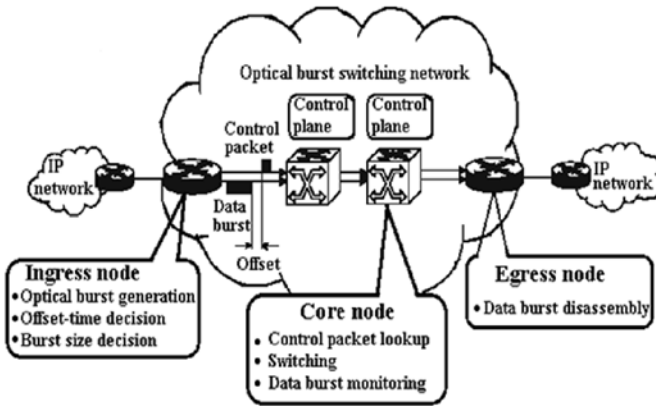 Optical burst switching network
Control
plane
Control
plane
Control
packet
IP
network
IP
network
Data
burst
Offset
Ingress node
• Optical burst generation
• Offset-time decision
• Burst size decision
Core node
• Control packet lookup
• Switching
• Data burst monitoring
Egress node
• Data burst disassembly